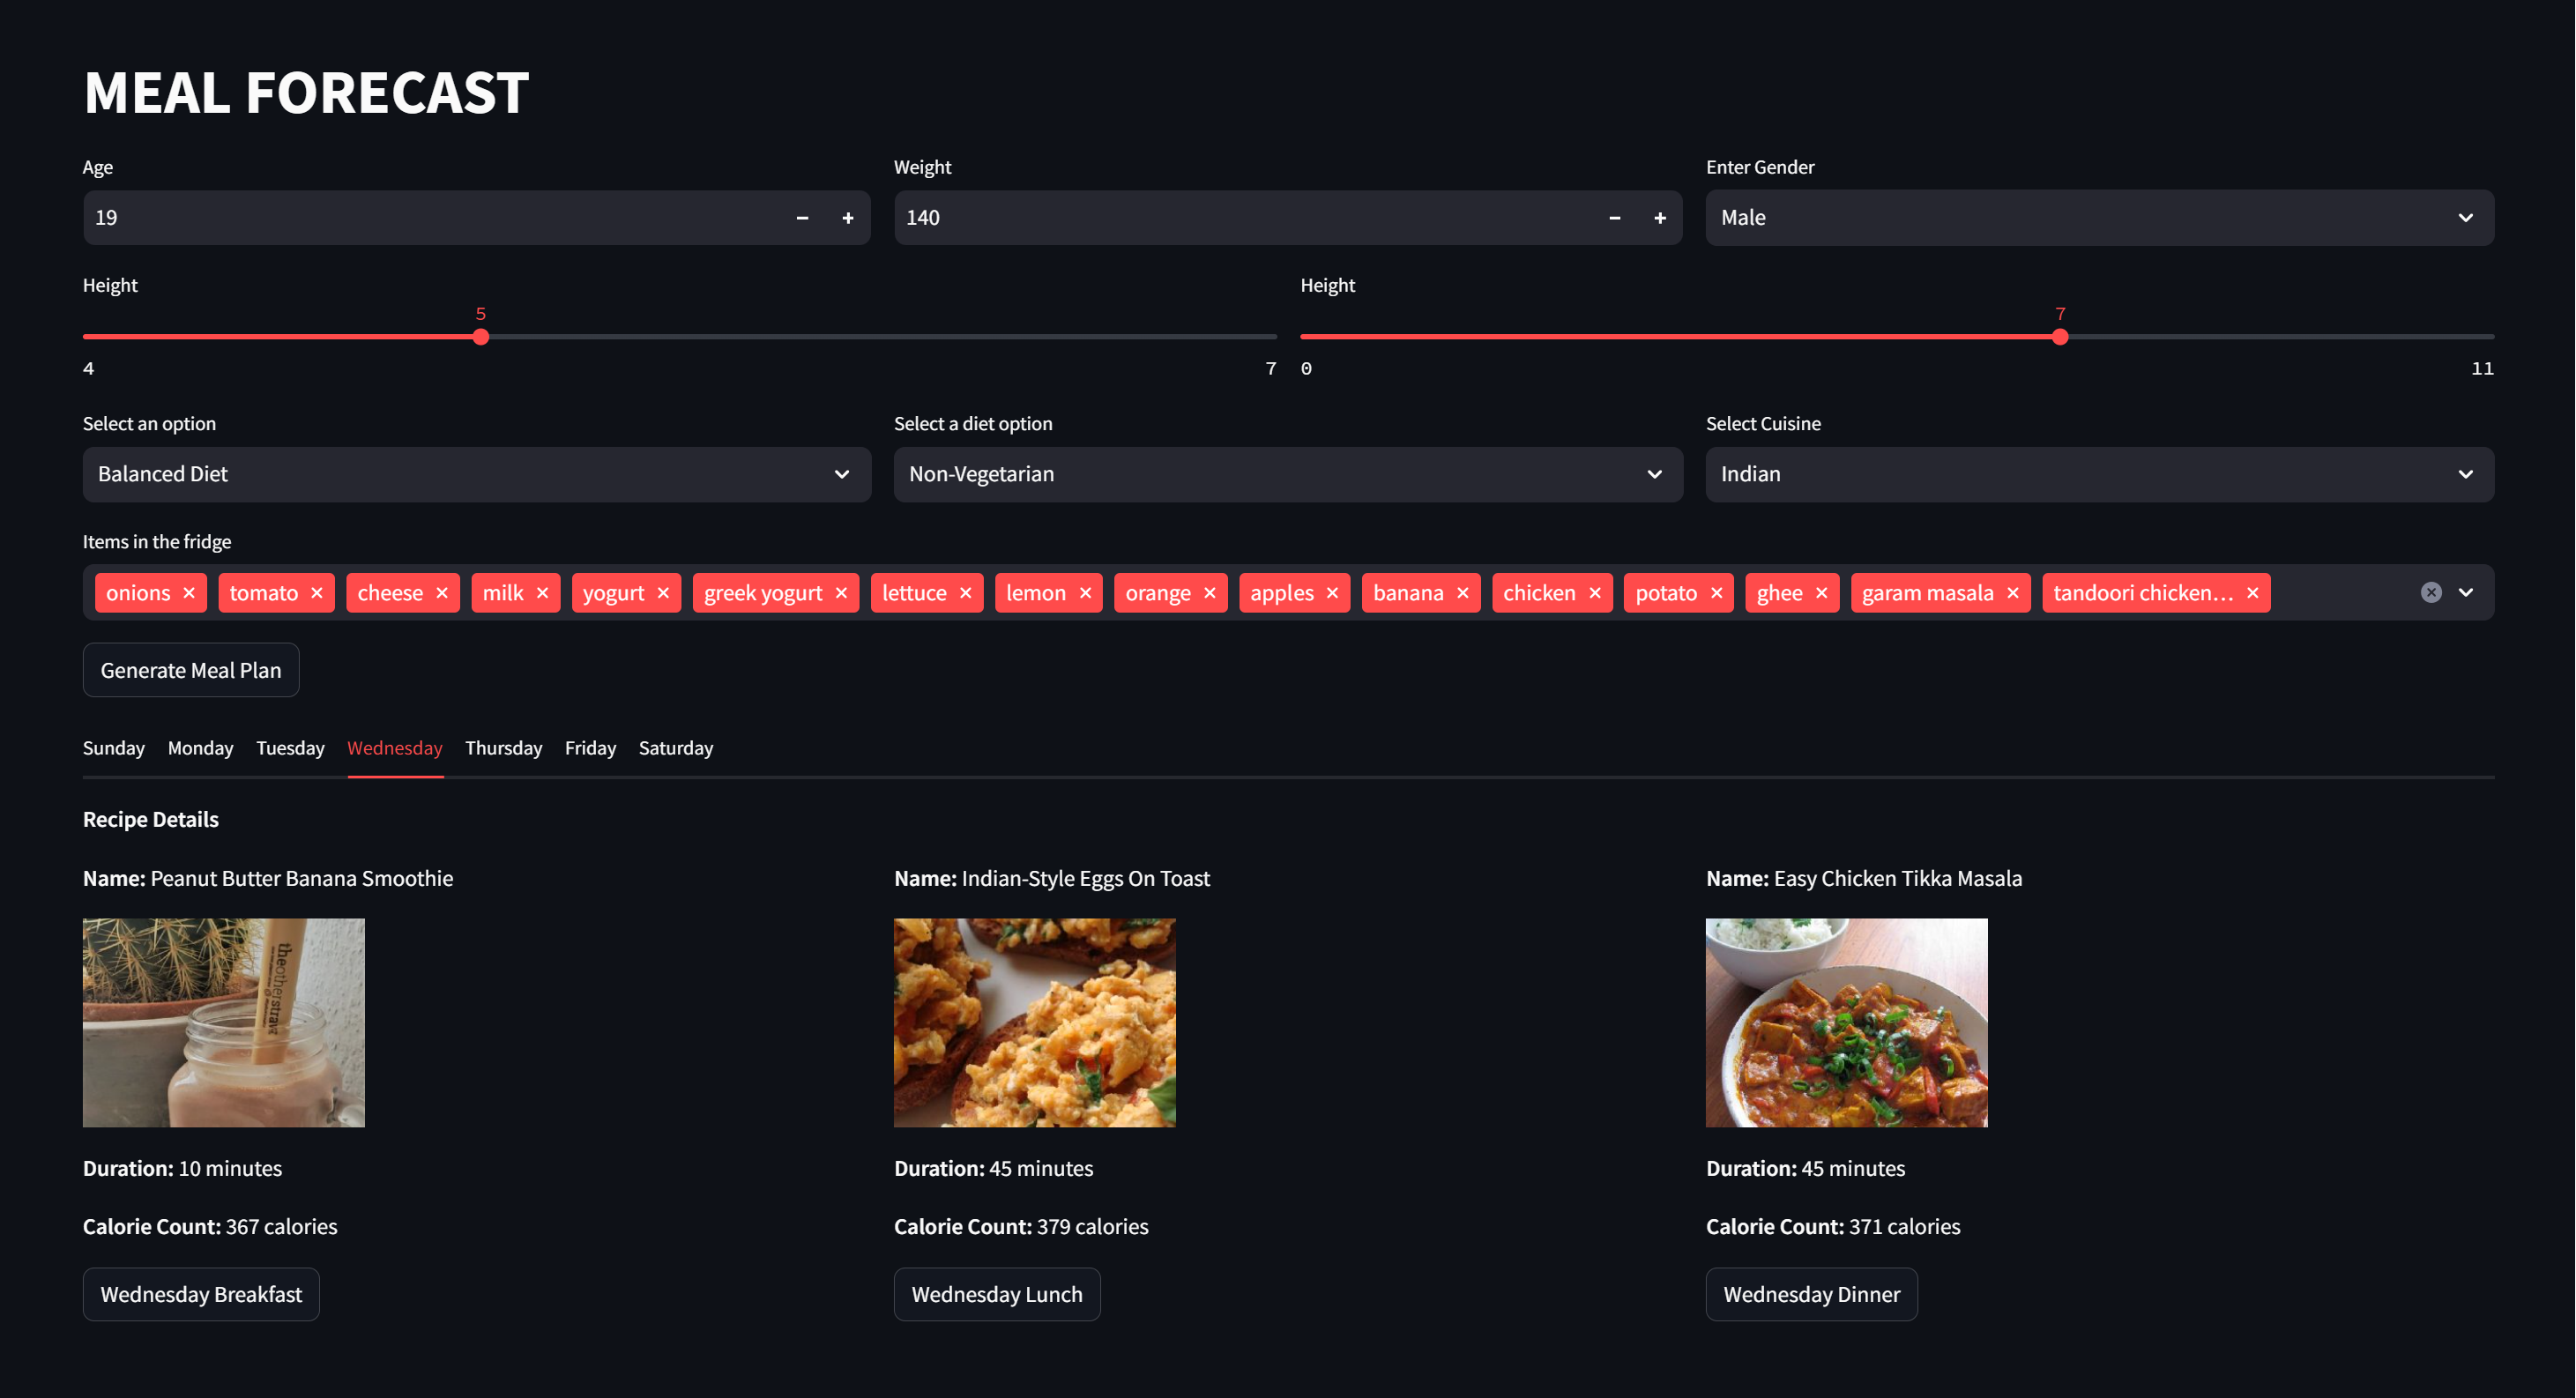 MEAL FORECAST
Age Weight Enter Gender
19 140 Male
Height Height
5 7
4 7 0 11
Select an option Select a diet option Select Cuisine
Balanced Diet Non-Vegetarian Indian
Items in the fridge
onions tomato cheese milk yogurt greek yogurt lettuce lemon orange apples banana chicken potato ghee garam masala tandoori chicken...
Generate Meal Plan
Sunday Monday Tuesday Wednesday Thursday Friday Saturday
Recipe Details
Name: Peanut Butter Banana Smoothie
Name: Indian-Style Eggs On Toast
Name: Easy Chicken Tikka Masala
theotherstraw
Duration: 10 minutes
Duration: 45 minutes
Duration: 45 minutes
Calorie Count: 367 calories
Calorie Count: 379 calories
Calorie Count: 371 calories
Wednesday Breakfast
Wednesday Lunch
Wednesday Dinner